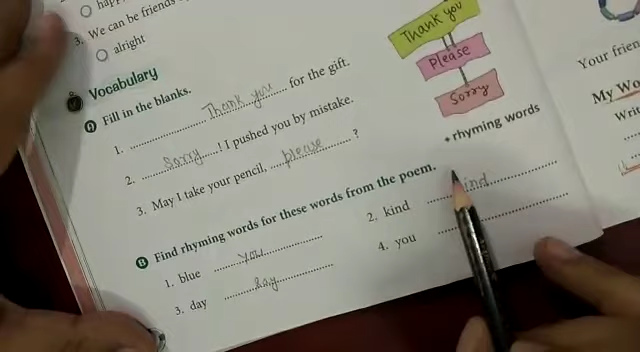 3. We can be friends
alright
Vocabulary
A Fill in the blanks.
1. Thank you for the gift.
2. Sorry! I pushed you by mistake.
3. May I take your pencil, please?
Thank you
Please
Sorry
• rhyming words
B Find rhyming words for these words from the poem.
1. blue you
2. kind ind
3. day
4. you
Your frien
My Wo
Writ